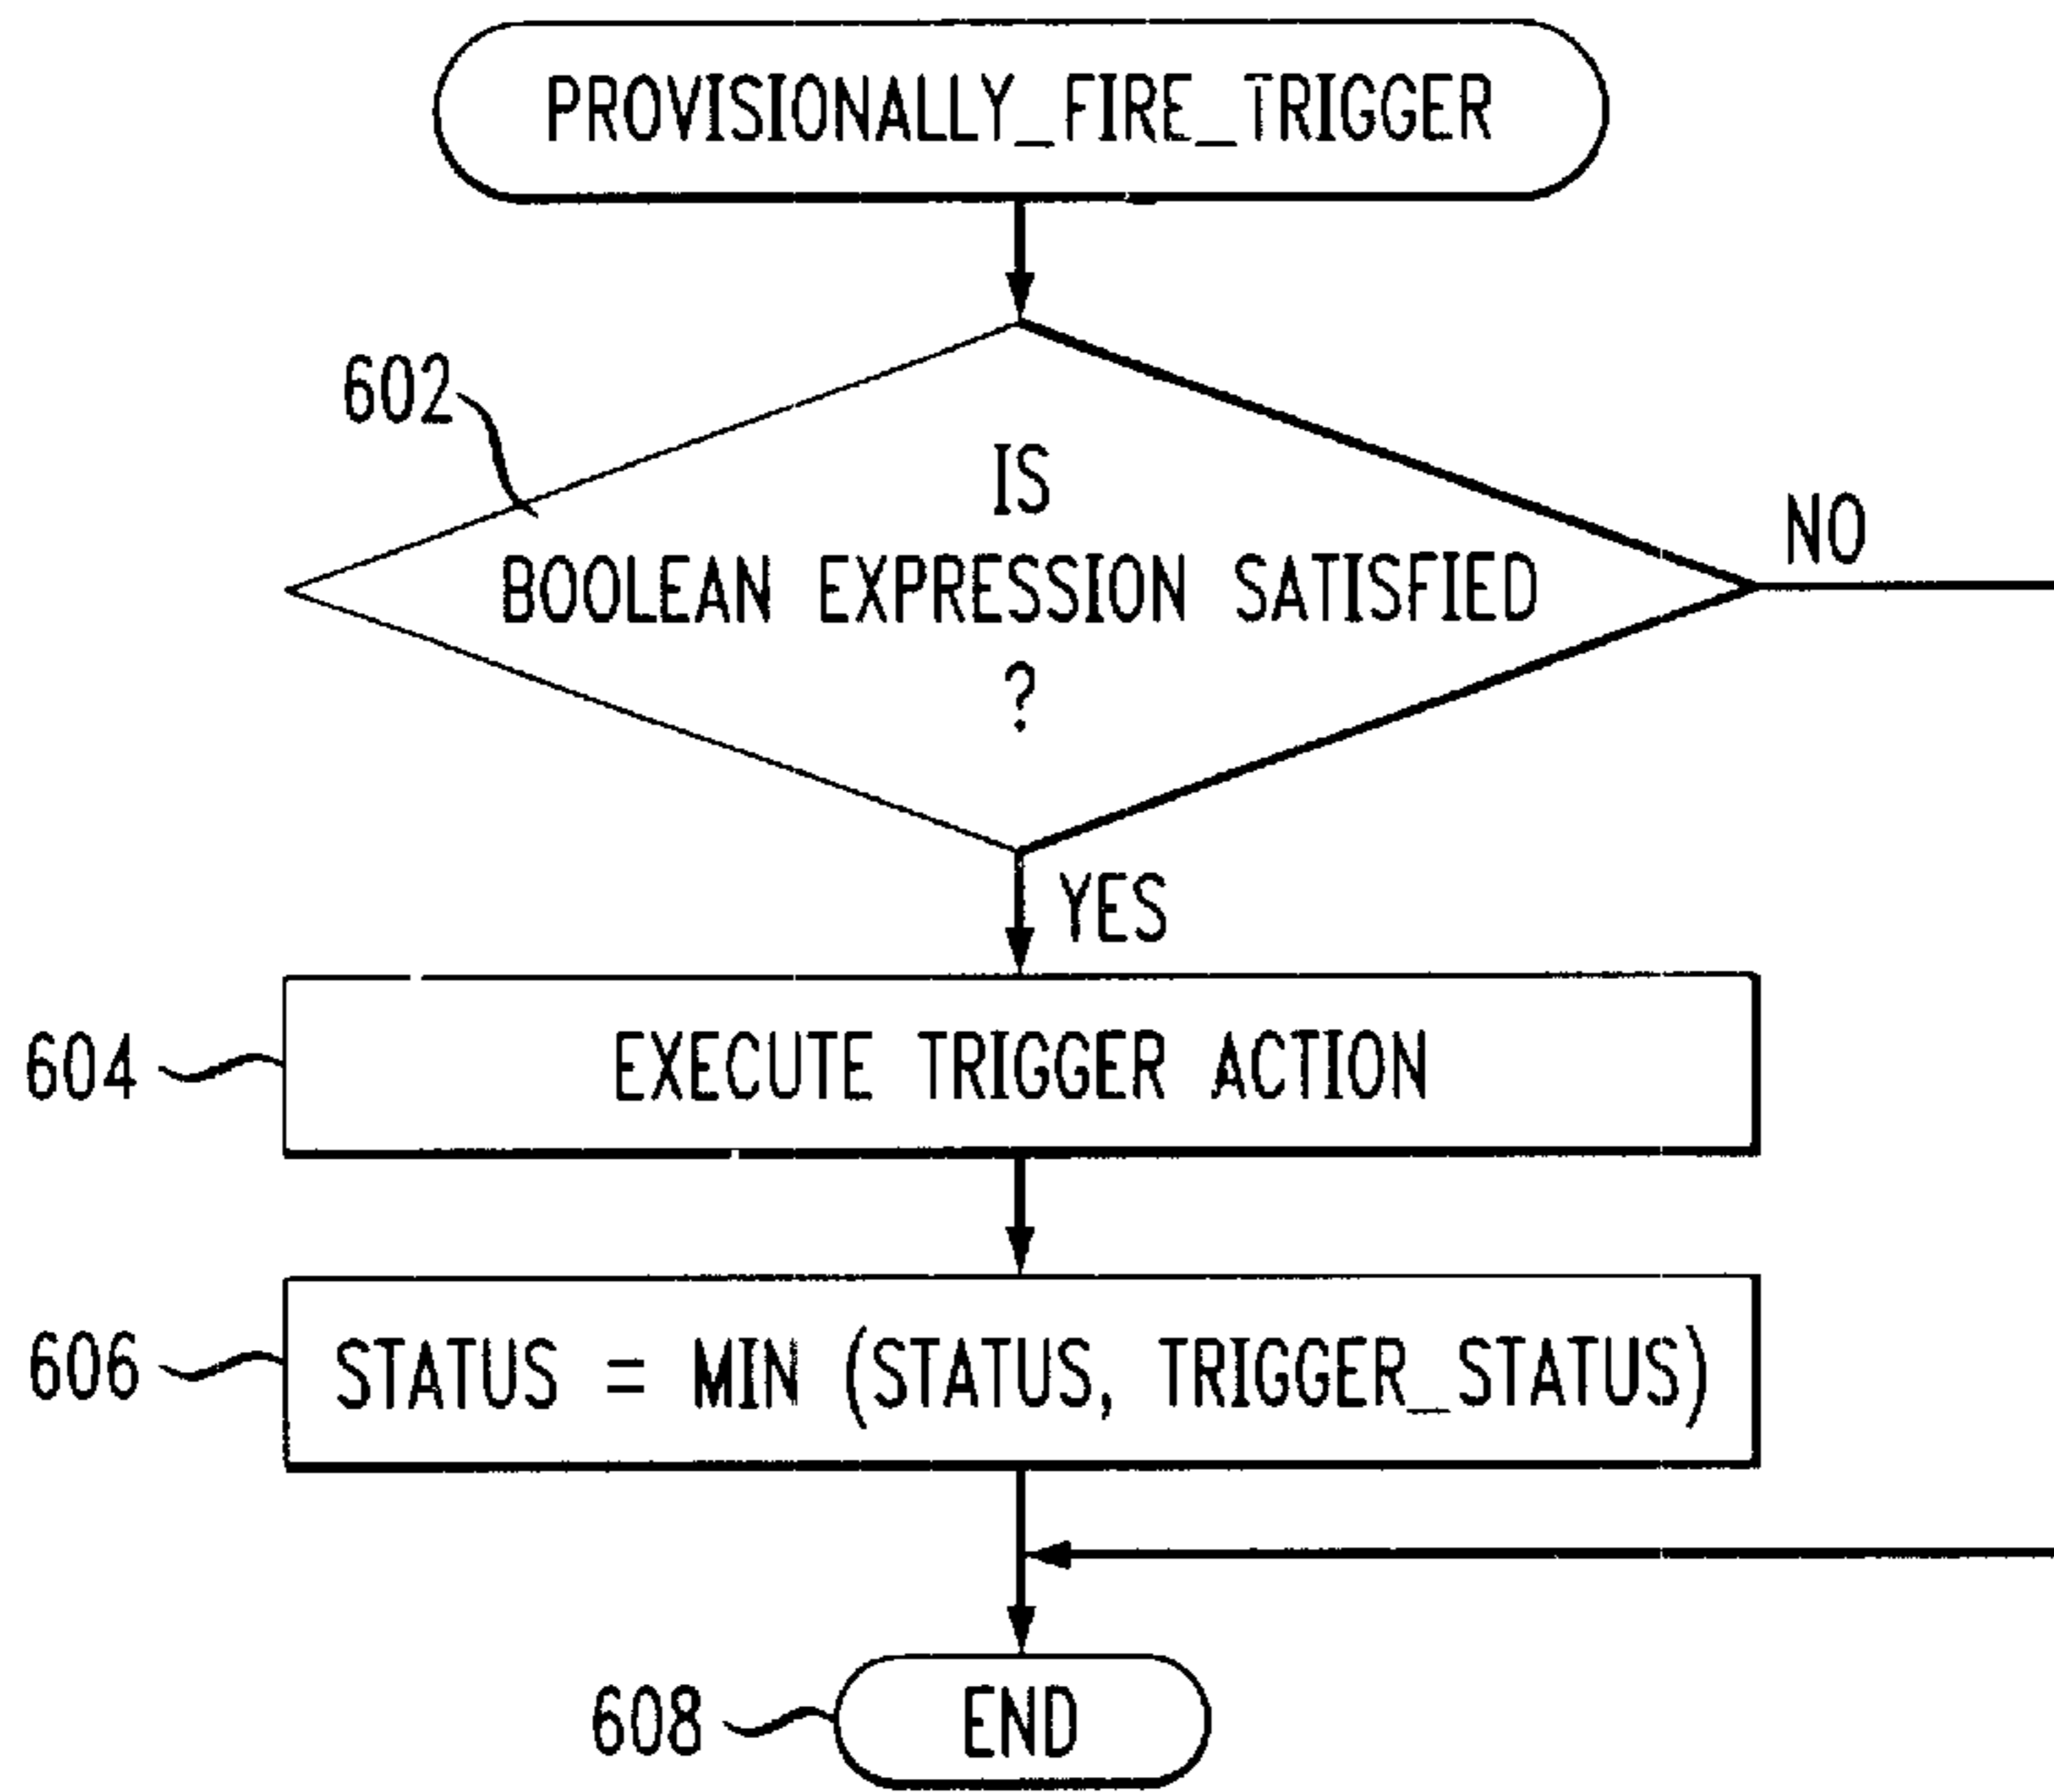 PROVISIONALLY_FIRE_TRIGGER
602
IS
BOOLEAN EXPRESSION SATISFIED
?
NO
YES
604
EXECUTE TRIGGER ACTION
606
STATUS = MIN (STATUS, TRIGGER_STATUS)
608
END